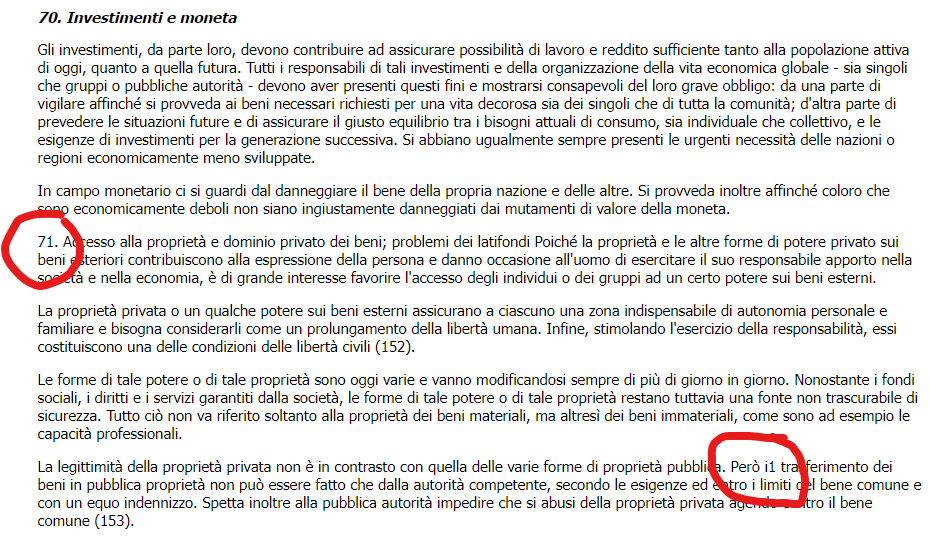 70. Investimenti e moneta
Gli investimenti, da parte loro, devono contribuire ad assicurare possibilità di lavoro e reddito sufficiente tanto alla popolazione attiva
di oggi, quanto a quella futura. Tutti i responsabili di tali investimenti e della organizzazione della vita economica globale - sia singoli
che gruppi o pubbliche autorità - devono aver presenti questi fini e mostrarsi consapevoli del loro grave obbligo: da una parte di
vigilare affinché si provveda ai beni necessari richiesti per una vita decorosa sia dei singoli che di tutta la comunità; d'altra parte di
prevedere le situazioni future e di assicurare il giusto equilibrio tra i bisogni attuali di consumo, sia individuale che collettivo, e le
esigenze di investimenti per la generazione successiva. Si abbiano ugualmente sempre presenti le urgenti necessità delle nazioni o
regioni economicamente meno sviluppate.
In campo monetario ci si guardi dal danneggiare il bene della propria nazione e delle altre. Si provveda inoltre affinché coloro che
sono economicamente deboli non siano ingiustamente danneggiati dai mutamenti di valore della moneta.
71. Accesso alla proprietà e dominio privato dei beni; problemi dei latifondi Poiché la proprietà e le altre forme di potere privato sui
beni esteriori contribuiscono alla espressione della persona e danno occasione all'uomo di esercitare il suo responsabile apporto nella
società e nella economia, è di grande interesse favorire l'accesso degli individui o dei gruppi ad un certo potere sui beni esterni.
La proprietà privata o un qualche potere sui beni esterni assicurano a ciascuno una zona indispensabile di autonomia personale e
familiare e bisogna considerarli come un prolungamento della libertà umana. Infine, stimolando l'esercizio della responsabilità, essi
costituiscono una delle condizioni delle libertà civili (152).
Le forme di tale potere o di tale proprietà sono oggi varie e vanno modificandosi sempre di più di giorno in giorno. Nonostante i fondi
sociali, i diritti e i servizi garantiti dalla società, le forme di tale potere o di tale proprietà restano tuttavia una fonte non trascurabile di
sicurezza. Tutto ciò non va riferito soltanto alla proprietà dei beni materiali, ma altresì dei beni immateriali, come sono ad esempio le
capacità professionali.
La legittimità della proprietà privata non è in contrasto con quella delle varie forme di proprietà pubblica. Però i1 trasferimento dei
beni in pubblica proprietà non può essere fatto che dalla autorità competente, secondo le esigenze ed entro i limiti del bene comune e
con un equo indennizzo. Spetta inoltre alla pubblica autorità impedire che si abusi della proprietà privata agendo contro il bene
comune (153).